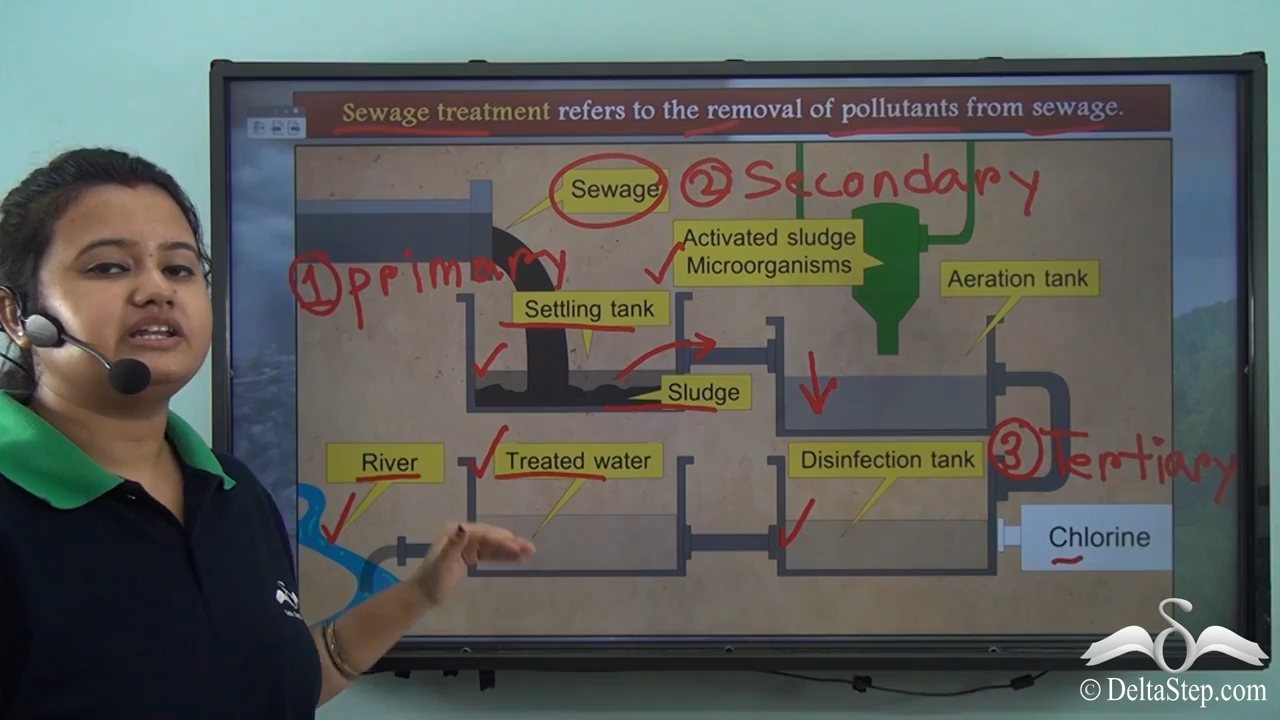 Sewage treatment refers to the removal of pollutants from sewage.
Sewage
② Secondary
Activated sludge
Microorganisms
① primary
Aeration tank
Settling tank
Sludge
River
Treated water
Disinfection tank
③ Tertiary
Chlorine
© DeltaStep.com